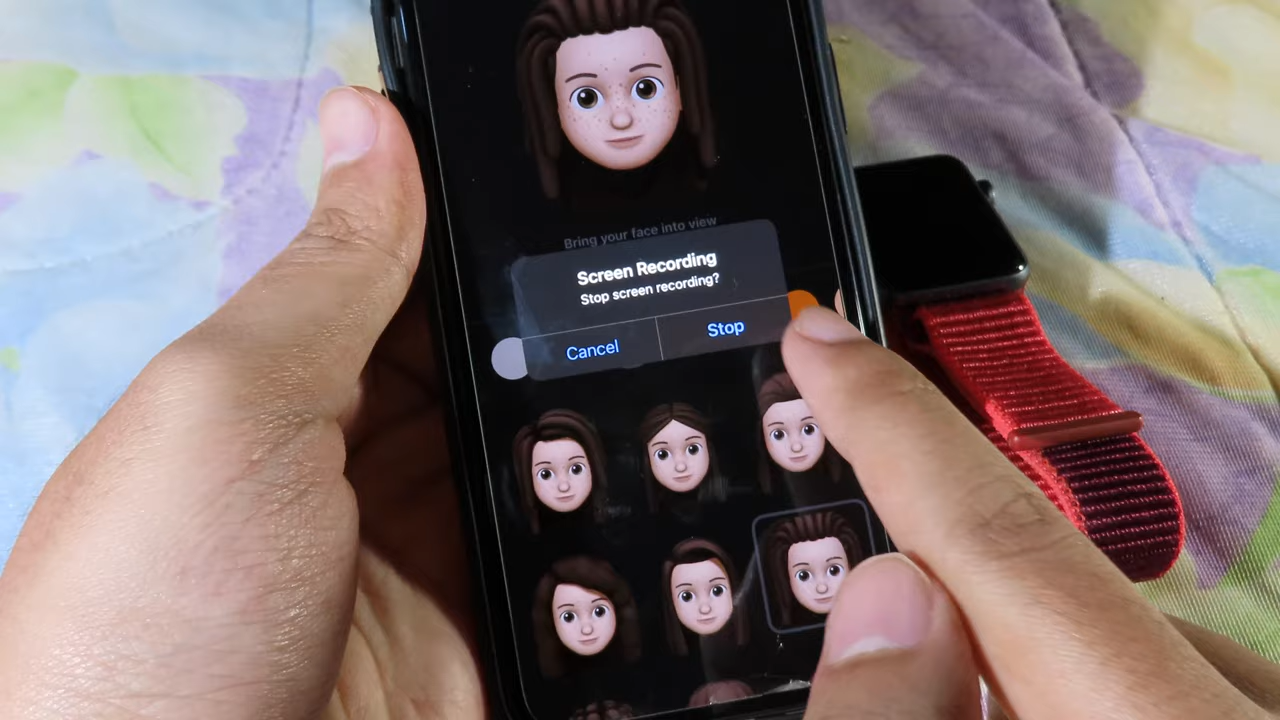 Bring your face into view
Screen Recording
Stop screen recording?
Cancel
Stop